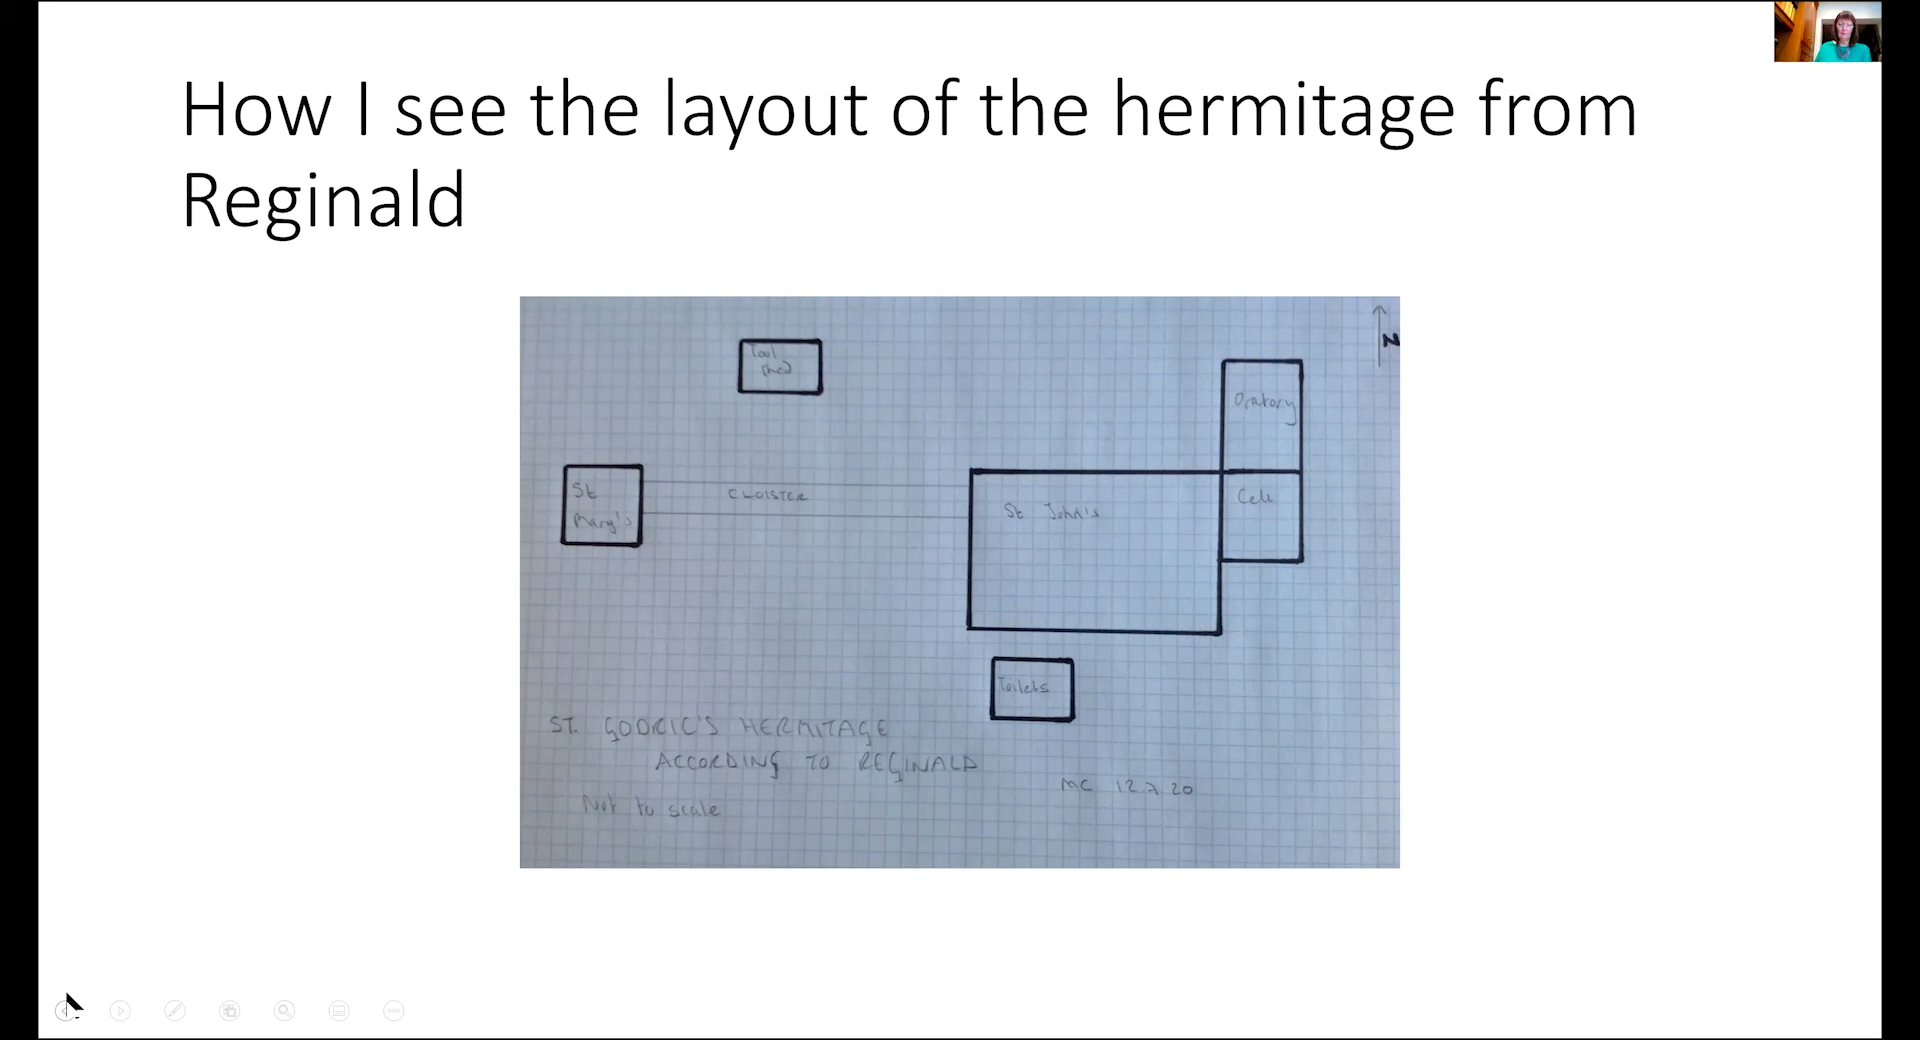 How I see the layout of the hermitage from
Reginald
N
Tool
shed
Oratory
St
Mary's
CLOISTER
St John's
Cell
Toilets
ST. GODRIC'S HERMITAGE
ACCORDING TO REGINALD
MC 12.7.20
Not to scale